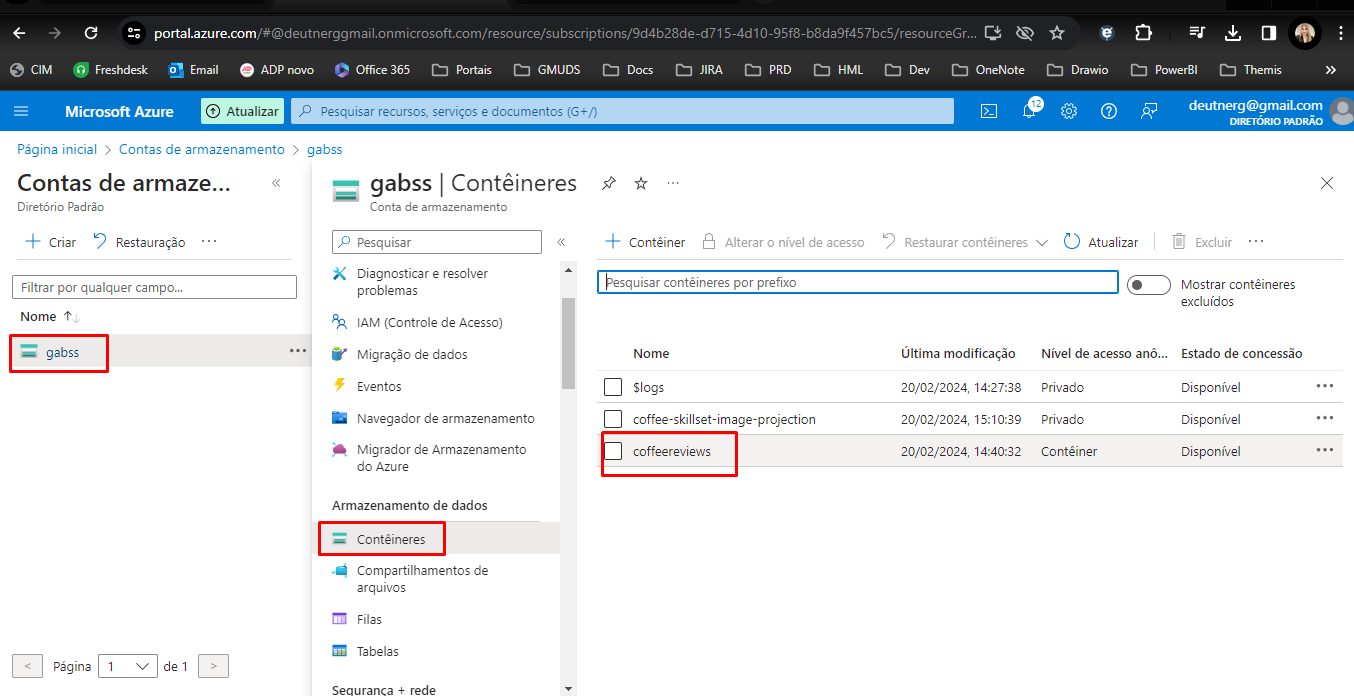 portal.azure.com/#@deutnerggmail.onmicrosoft.com/resource/subscriptions/9d4b28de-d715-4d10-95f8-b8da9f457bc5/resourceGr...
CIM Freshdesk Email ADP novo Office 365 Portais GMUDS Docs JIRA PRD HML Dev OneNote Drawio PowerBI Themis »
Microsoft Azure Atualizar Pesquisar recursos, serviços e documentos (G+/) 12 deutnerg@gmail.com
DIRETÓRIO PADRÃO
Página inicial > Contas de armazenamento > gabss
Contas de armaze... «
Diretório Padrão
+ Criar Restauração ...
Filtrar por qualquer campo...
Nome ↑↓
gabss ...
< Página 1 de 1 >
gabss | Contêineres ...
Conta de armazenamento
Pesquisar «
Diagnosticar e resolver
problemas
IAM (Controle de Acesso)
Migração de dados
Eventos
Navegador de armazenamento
Migrador de Armazenamento
do Azure
Armazenamento de dados
Contêineres
Compartilhamentos de
arquivos
Filas
Tabelas
Segurança + rede
+ Contêiner Alterar o nível de acesso Restaurar contêineres Atualizar Excluir ...
Pesquisar contêineres por prefixo
Mostrar contêineres
excluídos
Nome Última modificação Nível de acesso anô... Estado de concessão
$logs 20/02/2024, 14:27:38 Privado Disponível ...
coffee-skillset-image-projection 20/02/2024, 15:10:39 Privado Disponível ...
coffeereviews 20/02/2024, 14:40:32 Contêiner Disponível ...